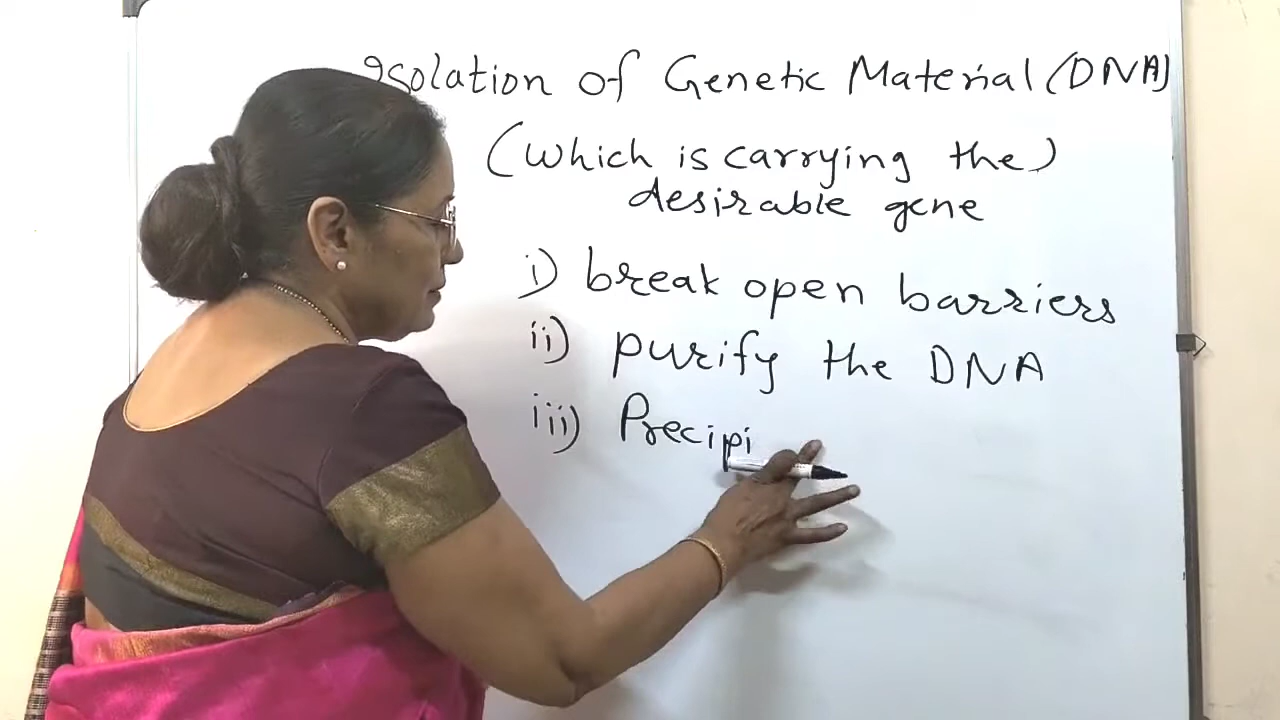 Isolation of Genetic Material (DNA)
(which is carrying the)
desirable gene
i) break open barriers
ii) purify the DNA
iii) Precipi